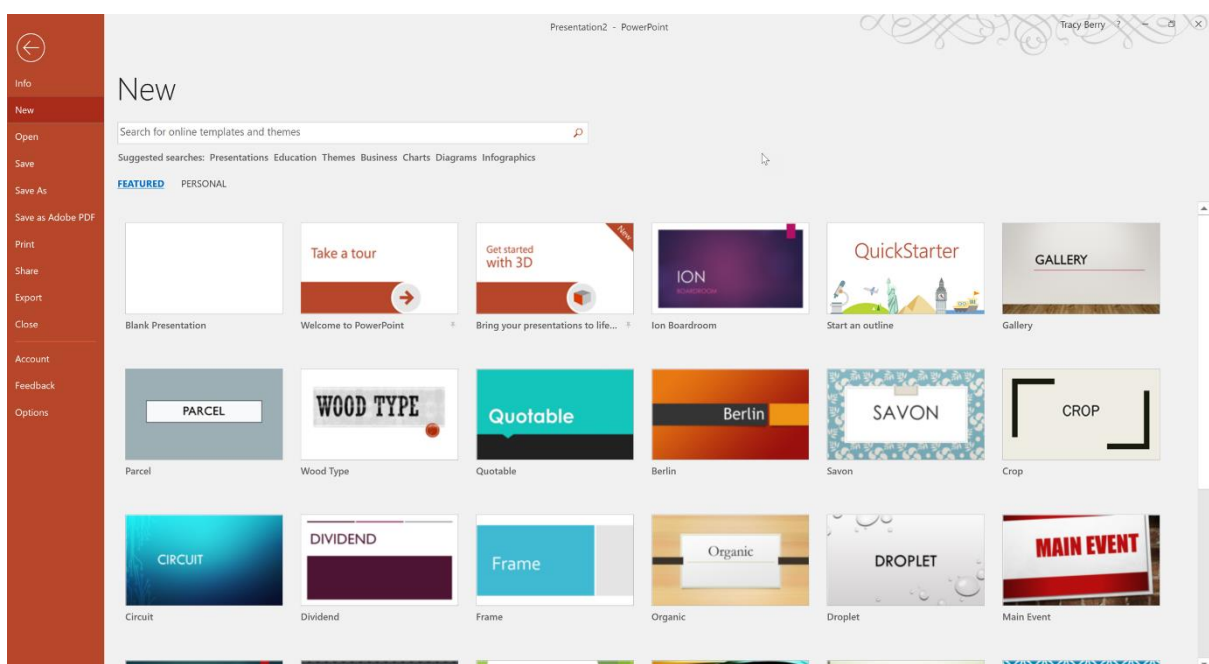 Presentation2 - PowerPoint
Tracy Berry ?
Info
New
Open
Save
Save As
Save as Adobe PDF
Print
Share
Export
Close
Account
Feedback
Options
New
Search for online templates and themes
Suggested searches: Presentations Education Themes Business Charts Diagrams Infographics
FEATURED PERSONAL
Blank Presentation
Take a tour
Welcome to PowerPoint
Get started
with 3D
New
Bring your presentations to life...
ION
BOARDROOM
Ion Boardroom
QuickStarter
Start an outline
GALLERY
Gallery
PARCEL
Parcel
WOOD TYPE
Wood Type
Quotable
Quotable
Berlin
Berlin
SAVON
Savon
CROP
Crop
CIRCUIT
Circuit
DIVIDEND
Dividend
Frame
Frame
Organic
Organic
DROPLET
Droplet
MAIN EVENT
Main Event